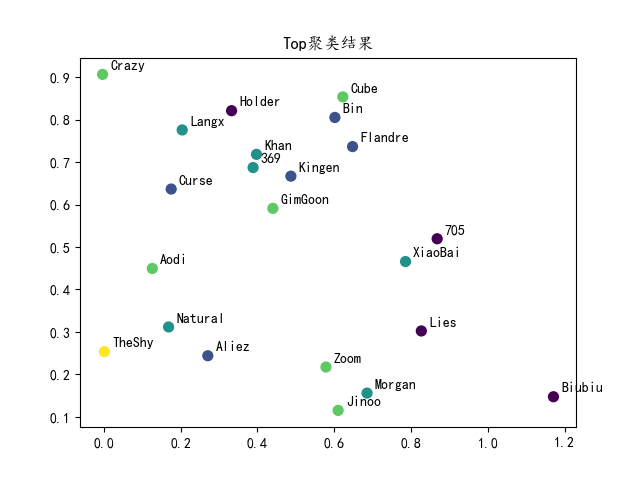 Top聚类结果
Crazy
Cube
Holder
Bin
Langx
Flandre
Khan
369
Kingen
Curse
GimGoon
705
XiaoBai
Aodi
Natural
Lies
TheShy
Aliez
Zoom
Morgan
Jinoo
Biubiu
0.9
0.8
0.7
0.6
0.5
0.4
0.3
0.2
0.1
0.0 0.2 0.4 0.6 0.8 1.0 1.2